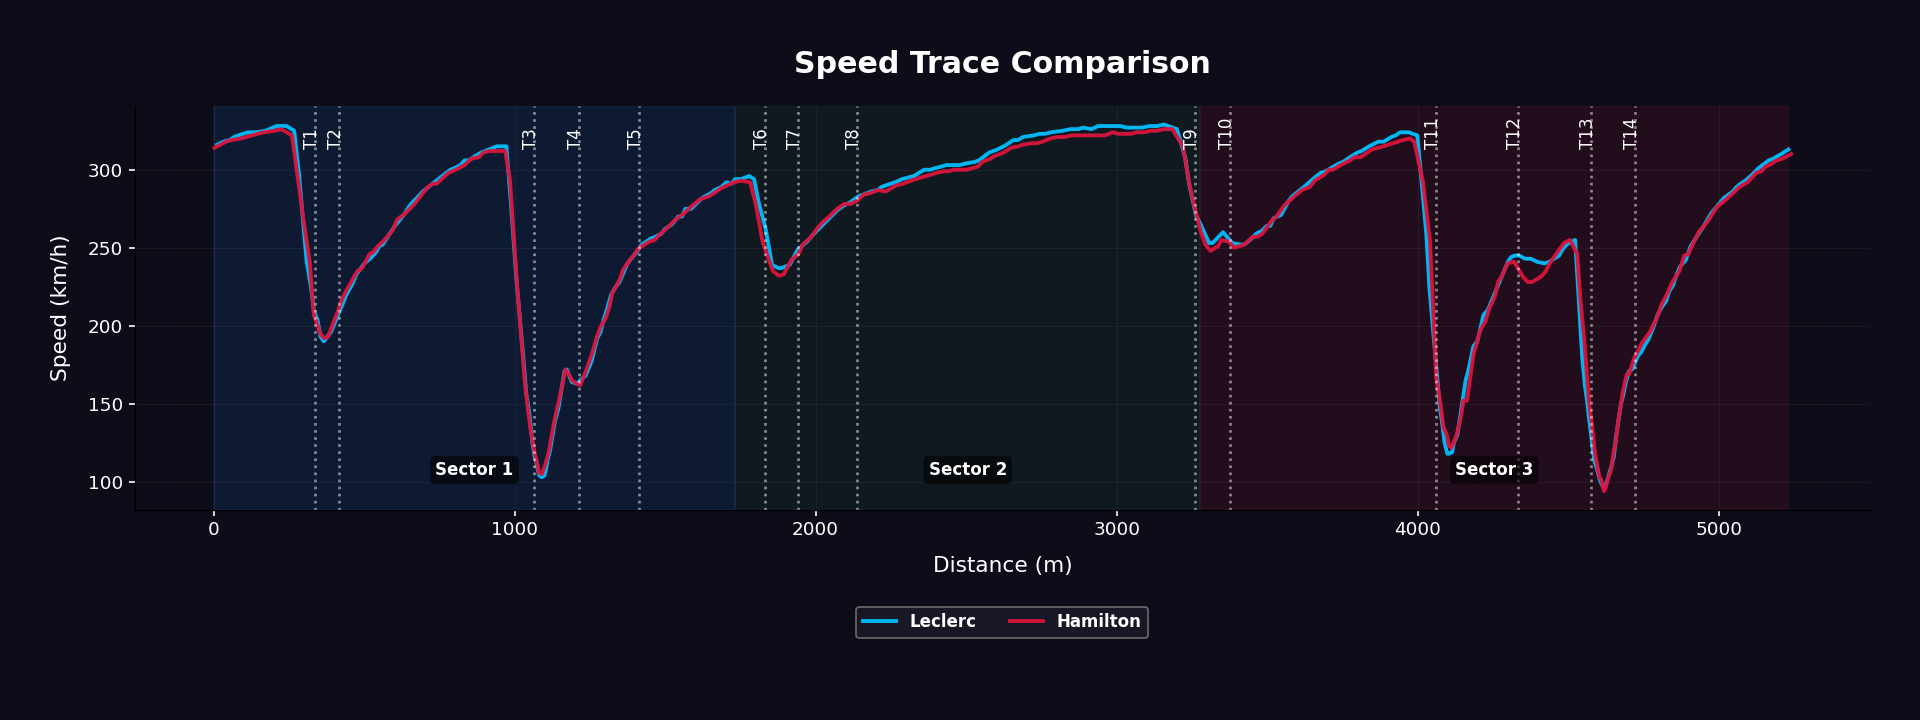 Speed Trace Comparison
Speed (km/h)
300
250
200
150
100
T1
T2
T3
T4
T5
T6
T7
T8
T9
T10
T11
T12
T13
T14
Sector 1
Sector 2
Sector 3
0
1000
2000
3000
4000
5000
Distance (m)
Leclerc
Hamilton